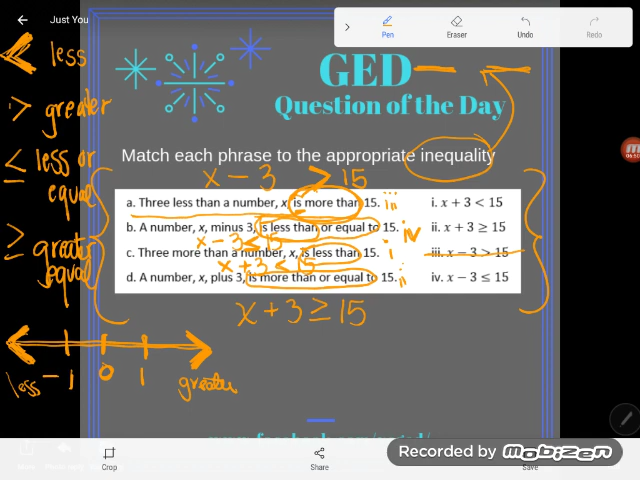 Just You
Pen
Eraser
Undo
Redo
< less
> greater
≤ less or
equal
≥ greater
equal
GED
Question of the Day
Match each phrase to the appropriate inequality
x - 3 > 15
a. Three less than a number, x, is more than 15. iii
i. x + 3 < 15
b. A number, x, minus 3, is less than or equal to 15. iv
ii. x + 3 ≥ 15
x - 3 ≤ 15
c. Three more than a number, x, is less than 15. i
iii. x − 3 > 15
x + 3 < 15
d. A number, x, plus 3, is more than or equal to 15. ii
iv. x − 3 ≤ 15
x + 3 ≥ 15
less -1 0 1 greater
Crop
Share
Save
Recorded by Mobizen